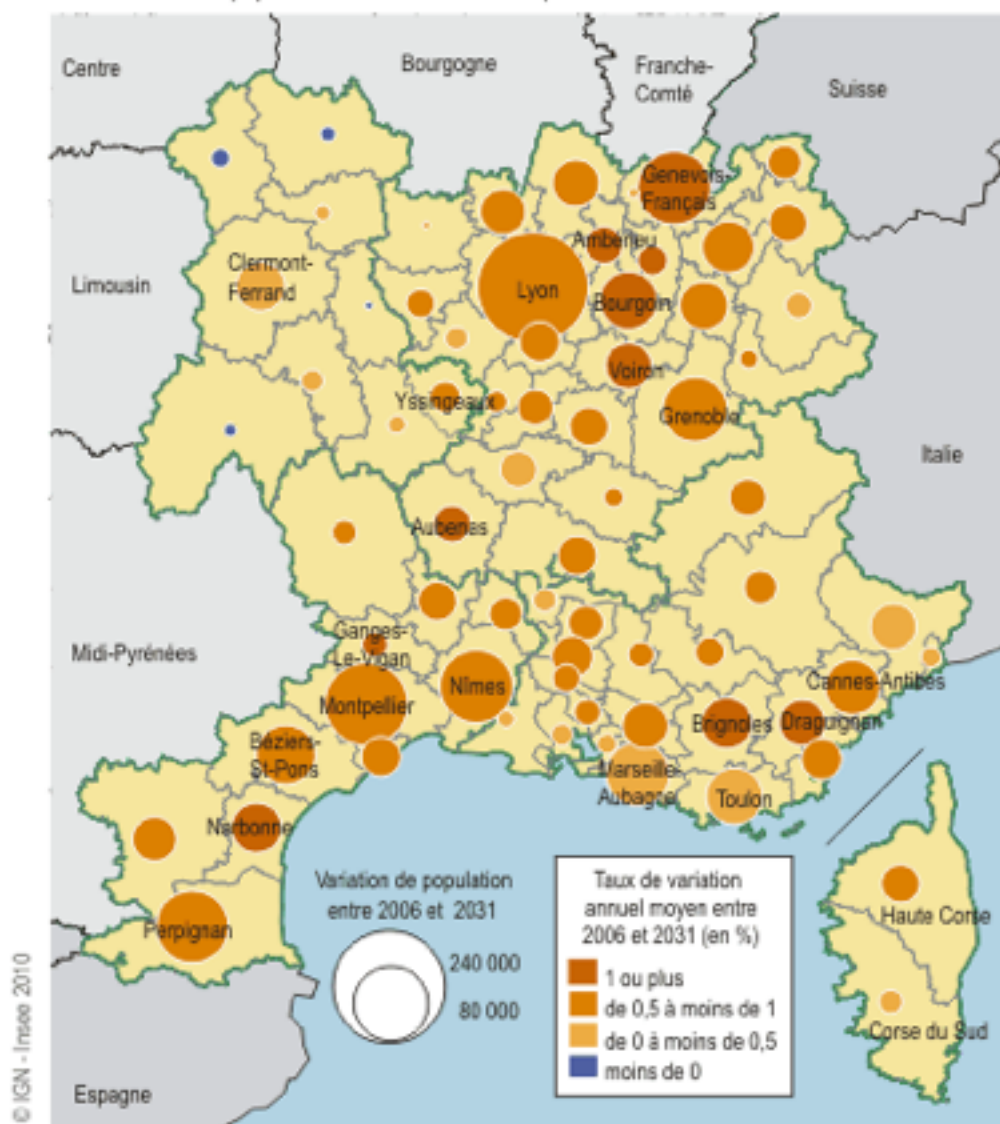 Centre
Bourgogne
Franche-
Comté
Suisse
Genevois-
Français
Ambérieu
Limousin
Clermont-
Ferrand
Lyon
Bourgoin
Voiron
Yssingeaux
Grenoble
Italie
Aubenas
Ganges-
Le-Vigan
Midi-Pyrénées
Nîmes
Cannes-Antibes
Montpellier
Brignoles
Draguignan
Béziers-
St-Pons
Marseille-
Aubagne
Toulon
Narbonne
Perpignan
Variation de population
entre 2006 et 2031
240 000
80 000
Taux de variation
annuel moyen entre
2006 et 2031 (en %)
1 ou plus
de 0,5 à moins de 1
de 0 à moins de 0,5
moins de 0
Haute Corse
Corse du Sud
Espagne
© IGN - Insee 2010